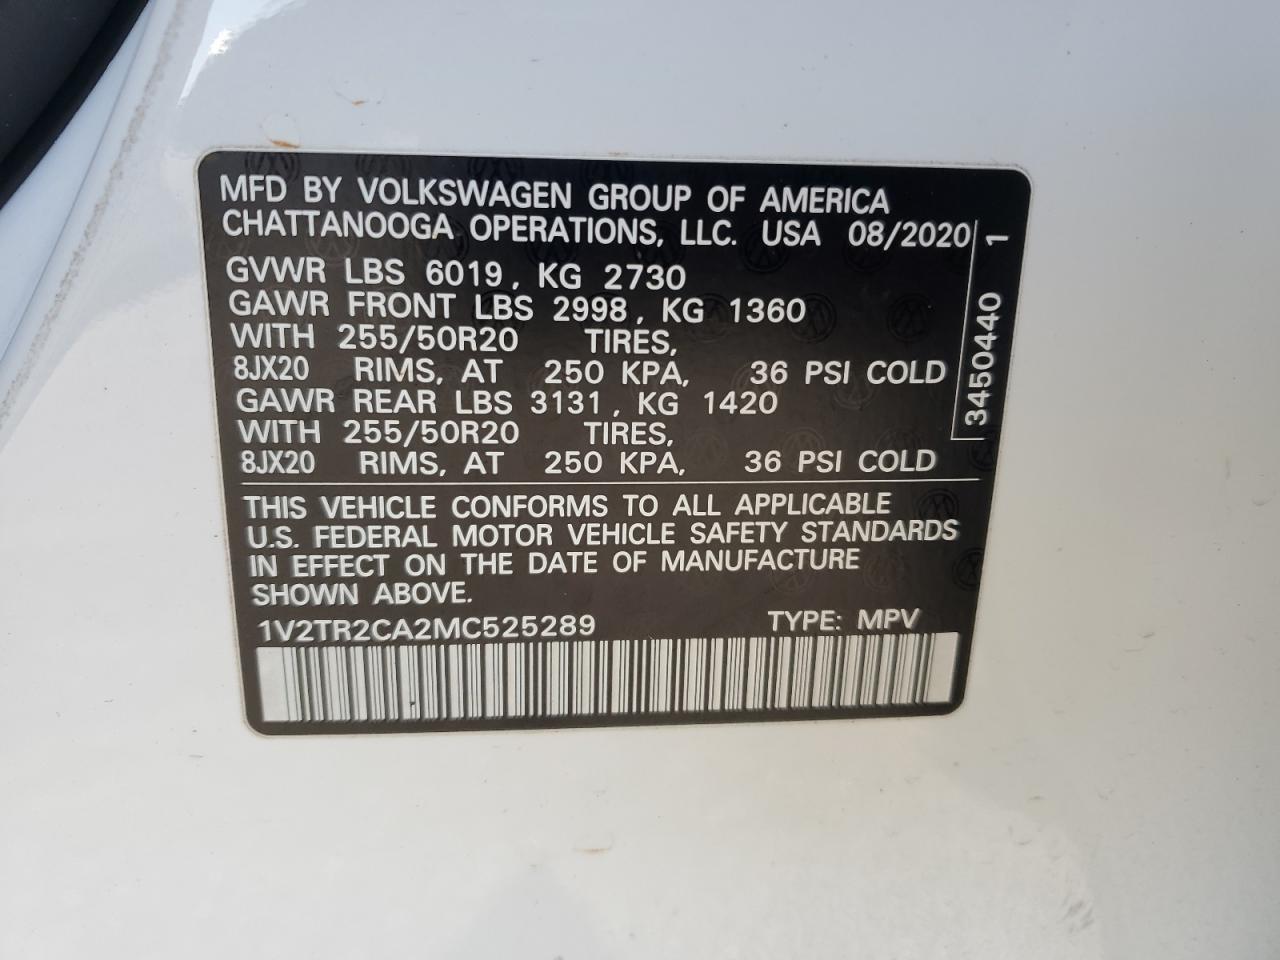 MFD BY VOLKSWAGEN GROUP OF AMERICA
CHATTANOOGA OPERATIONS, LLC. USA 08/2020
GVWR LBS 6019, KG 2730
GAWR FRONT LBS 2998, KG 1360
WITH 255/50R20 TIRES,
8JX20 RIMS, AT 250 KPA, 36 PSI COLD
GAWR REAR LBS 3131, KG 1420
WITH 255/50R20 TIRES,
8JX20 RIMS, AT 250 KPA, 36 PSI COLD
3450440 1
THIS VEHICLE CONFORMS TO ALL APPLICABLE
U.S. FEDERAL MOTOR VEHICLE SAFETY STANDARDS
IN EFFECT ON THE DATE OF MANUFACTURE
SHOWN ABOVE.
1V2TR2CA2MC525289 TYPE: MPV